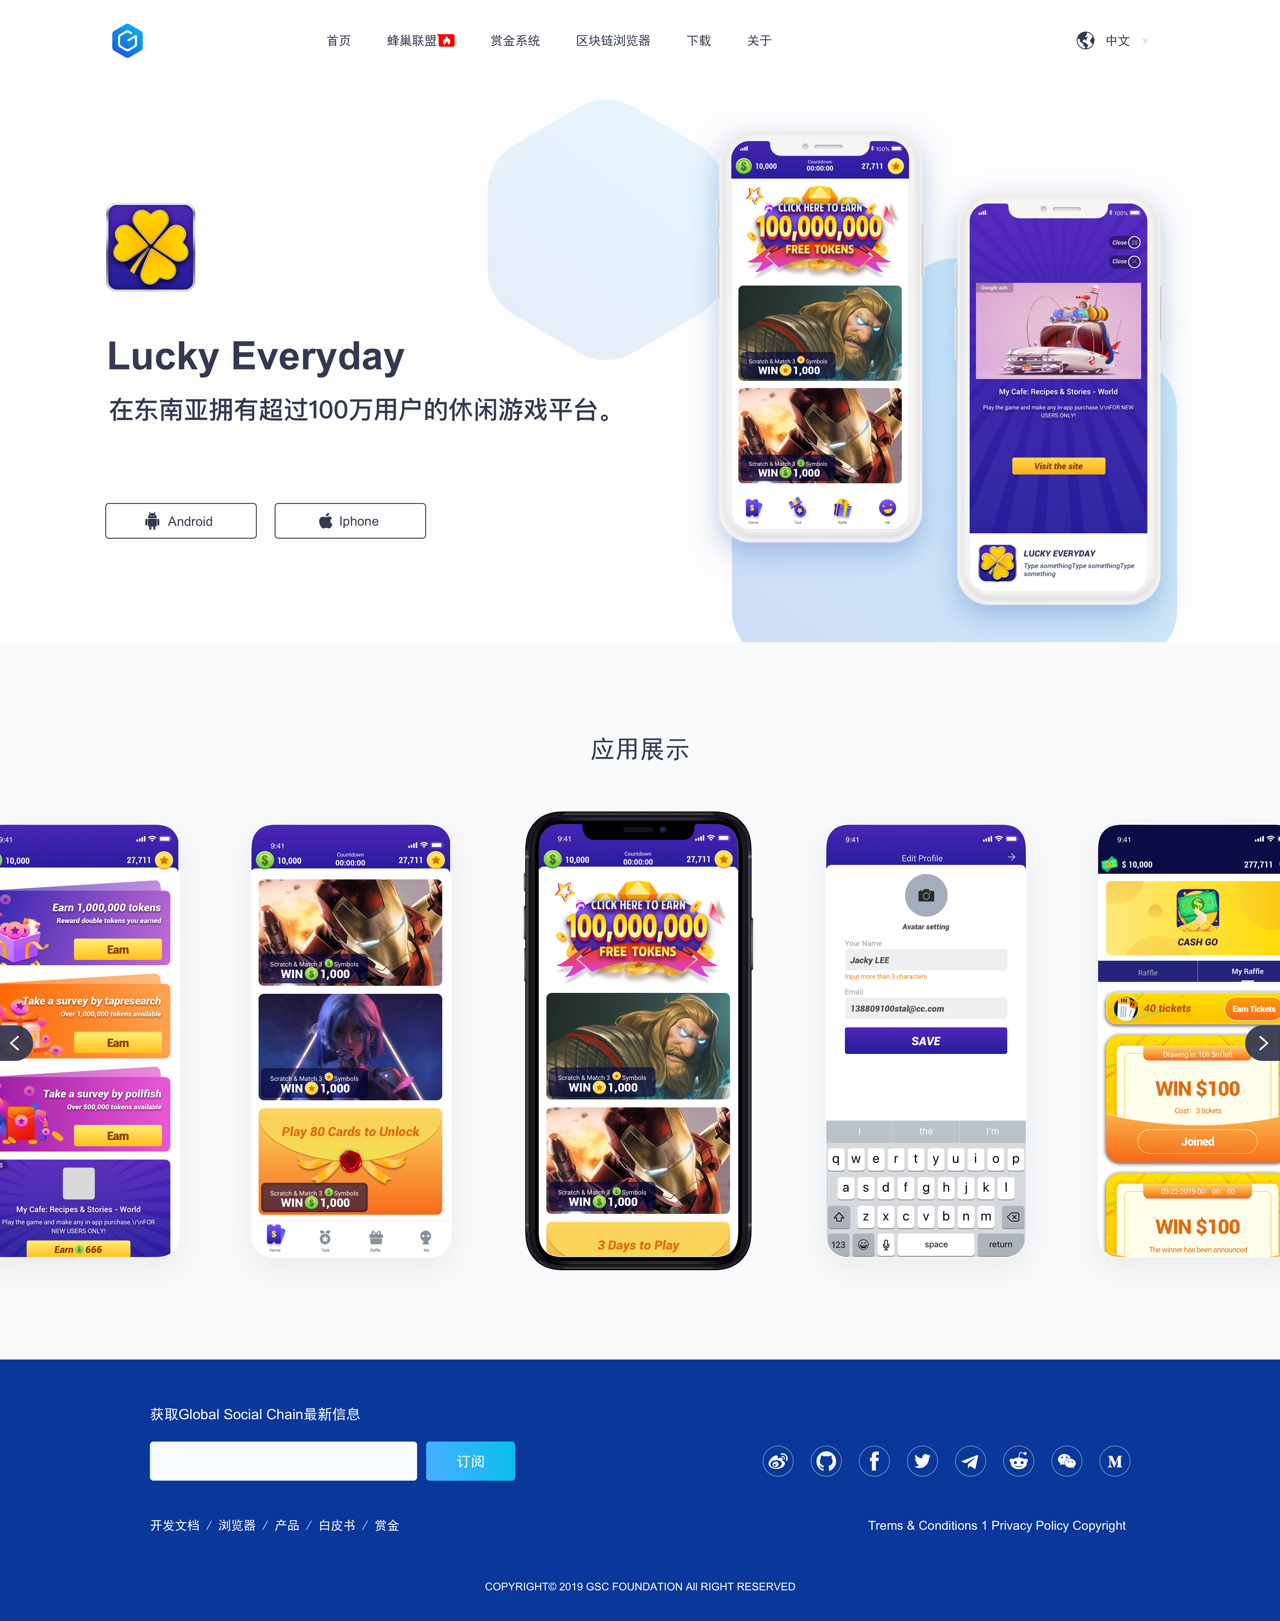 首页 蜂巢联盟 赏金系统 区块链浏览器 下载 关于 中文
100%
10,000 Countdown 00:00:00 27,711
CLICK HERE TO EARN
100,000,000
FREE TOKENS
Scratch & Match 3 Symbols
WIN 1,000
Scratch & Match 3 Symbols
WIN 1,000
Home Task Raffle Me
100%
Close 25
Close
Google ads
My Cafe: Recipes & Stories - World
Play the game and make any in-app purchase.\r\nFOR NEW
USERS ONLY!
Visit the site
LUCKY EVERYDAY
Type somethingType somethingType
something
Lucky Everyday
在东南亚拥有超过100万用户的休闲游戏平台。
Android Iphone
应用展示
9:41
10,000 27,711
Earn 1,000,000 tokens
Reward double tokens you earned
Earn
Take a survey by tapresearch
Over 1,000,000 tokens available
Earn
Take a survey by pollfish
Over 500,000 tokens available
Earn
My Cafe: Recipes & Stories - World
Play the game and make any in-app purchase.\r\nFOR
NEW USERS ONLY!
Earn 666
9:41
10,000 Countdown 00:00:00 27,711
Scratch & Match 3 Symbols
WIN 1,000
Scratch & Match 3 Symbols
WIN 1,000
Play 80 Cards to Unlock
Scratch & Match 3 Symbols
WIN 1,000
Home Task Raffle Me
9:41
10,000 Countdown 00:00:00 27,711
CLICK HERE TO EARN
100,000,000
FREE TOKENS
Scratch & Match 3 Symbols
WIN 1,000
Scratch & Match 3 Symbols
WIN 1,000
3 Days to Play
9:41
Edit Profile
Avatar setting
Your Name
Jacky LEE
Input more than 3 characters
Email
138809100stal@cc.com
SAVE
I the I'm
q w e r t y u i o p
a s d f g h j k l
z x c v b n m
123 space return
9:41
$ 10,000 277,711
CASH GO
Raffle My Raffle
40 tickets Earn Tickets
Drawing in: 10h 5m left
WIN $100
Cost: 3 tickets
Joined
03-22-2019 00: 00: 00
WIN $100
The winner has been announced
获取Global Social Chain最新信息
订阅
开发文档 / 浏览器 / 产品 / 白皮书 / 赏金
Trems & Conditions 1 Privacy Policy Copyright
COPYRIGHT© 2019 GSC FOUNDATION All RIGHT RESERVED